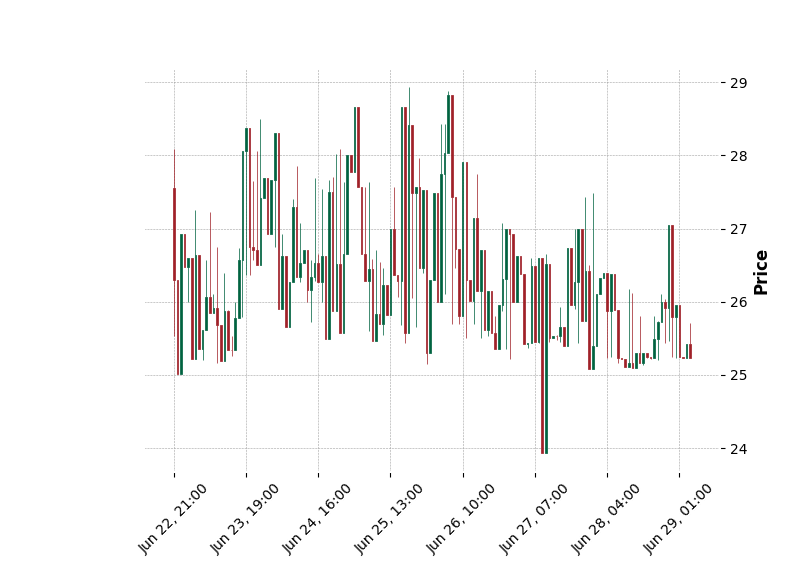 29
28
27
26
25
24
Price
Jun 22, 21:00
Jun 23, 19:00
Jun 24, 16:00
Jun 25, 13:00
Jun 26, 10:00
Jun 27, 07:00
Jun 28, 04:00
Jun 29, 01:00